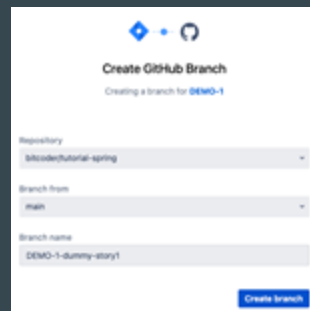 Create GitHub Branch
Creating a branch for DEMO-1
Repository
bitcoder/tutorial-spring
Branch from
main
Branch name
DEMO-1-dummy-story1
Create branch